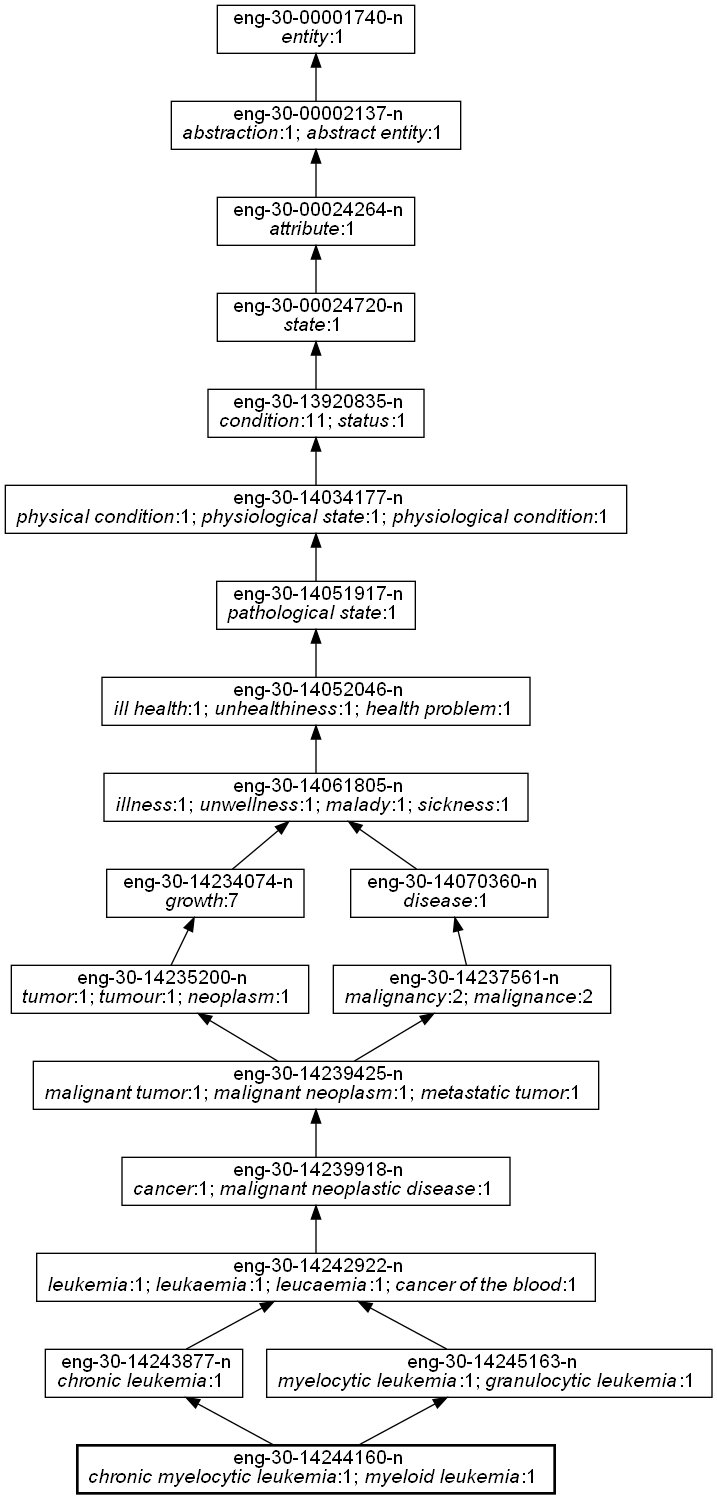 eng-30-00001740-n
entity:1
eng-30-00002137-n
abstraction:1; abstract entity:1
eng-30-00024264-n
attribute:1
eng-30-00024720-n
state:1
eng-30-13920835-n
condition:11; status:1
eng-30-14034177-n
physical condition:1; physiological state:1; physiological condition:1
eng-30-14051917-n
pathological state:1
eng-30-14052046-n
ill health:1; unhealthiness:1; health problem:1
eng-30-14061805-n
illness:1; unwellness:1; malady:1; sickness:1
eng-30-14234074-n
growth:7
eng-30-14070360-n
disease:1
eng-30-14235200-n
tumor:1; tumour:1; neoplasm:1
eng-30-14237561-n
malignancy:2; malignance:2
eng-30-14239425-n
malignant tumor:1; malignant neoplasm:1; metastatic tumor:1
eng-30-14239918-n
cancer:1; malignant neoplastic disease:1
eng-30-14242922-n
leukemia:1; leukaemia:1; leucaemia:1; cancer of the blood:1
eng-30-14243877-n
chronic leukemia:1
eng-30-14245163-n
myelocytic leukemia:1; granulocytic leukemia:1
eng-30-14244160-n
chronic myelocytic leukemia:1; myeloid leukemia:1